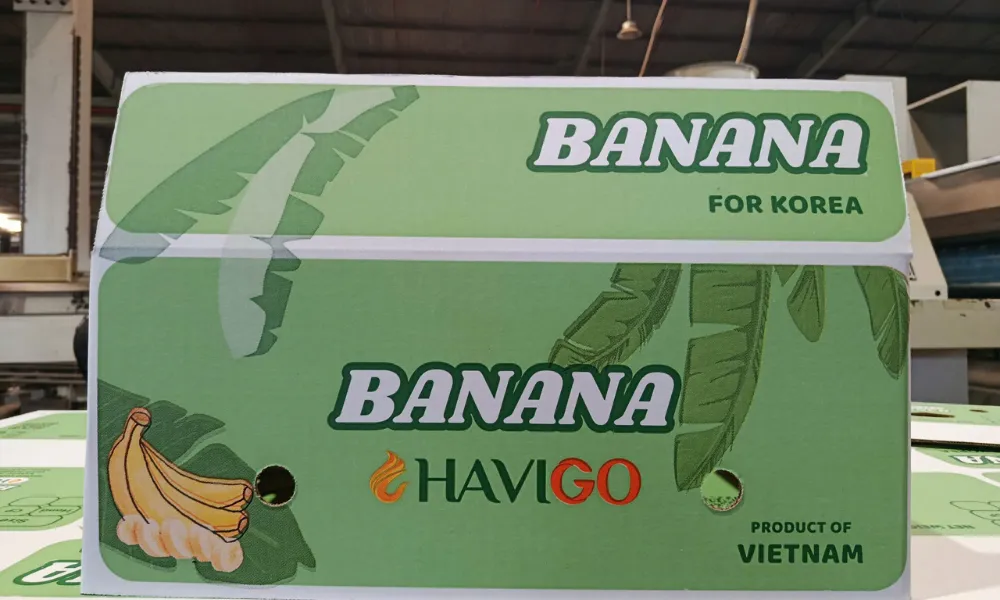 BANANA
FOR KOREA
BANANA
HAVIGO
PRODUCT OF
VIETNAM